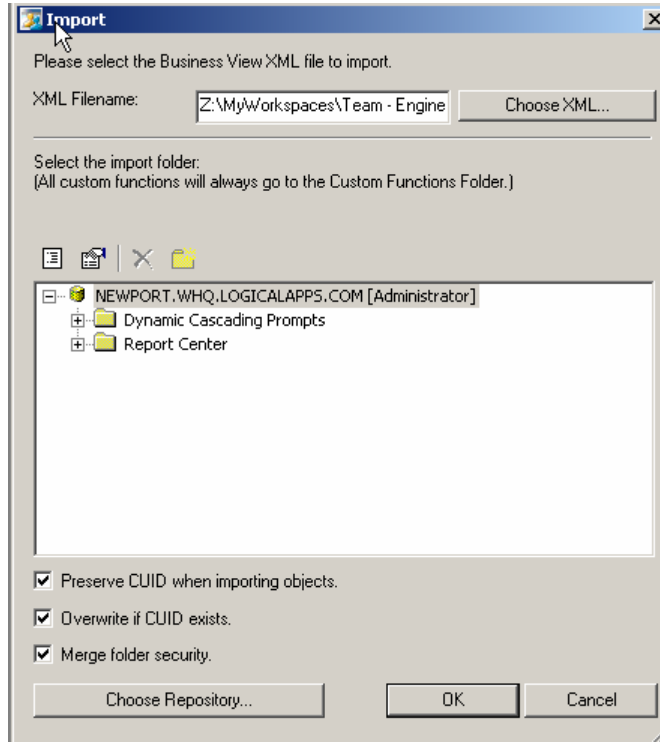 Import
Please select the Business View XML file to import.
XML Filename:
Z:\MyWorkspaces\Team - Engine
Choose XML...
Select the import folder:
(All custom functions will always go to the Custom Functions Folder.)
NEWPORT.WHQ.LOGICALAPPS.COM [Administrator]
Dynamic Cascading Prompts
Report Center
Preserve CUID when importing objects.
Overwrite if CUID exists.
Merge folder security.
Choose Repository...
OK
Cancel